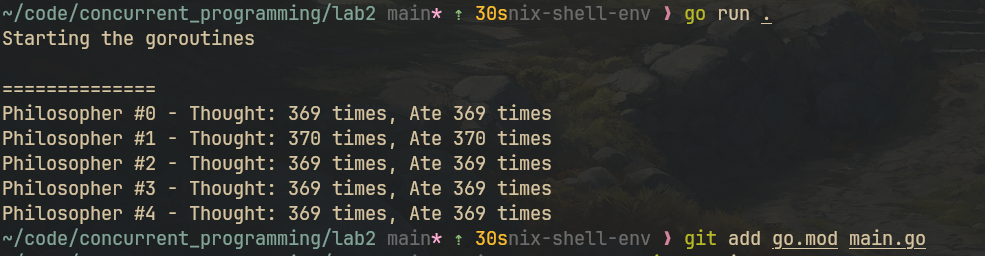 ~/code/concurrent_programming/lab2 main* ⇡ 30snix-shell-env ❯ go run .
Starting the goroutines
==============
Philosopher #0 - Thought: 369 times, Ate 369 times
Philosopher #1 - Thought: 370 times, Ate 370 times
Philosopher #2 - Thought: 369 times, Ate 369 times
Philosopher #3 - Thought: 369 times, Ate 369 times
Philosopher #4 - Thought: 369 times, Ate 369 times
~/code/concurrent_programming/lab2 main* ⇡ 30snix-shell-env ❯ git add go.mod main.go